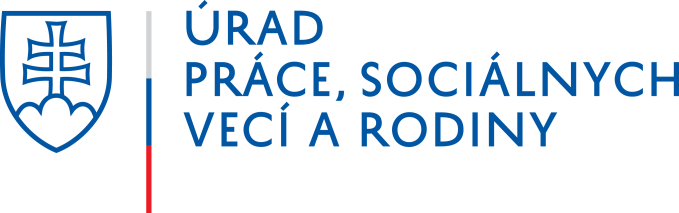 ÚRAD
PRÁCE, SOCIÁLNYCH
VECÍ A RODINY